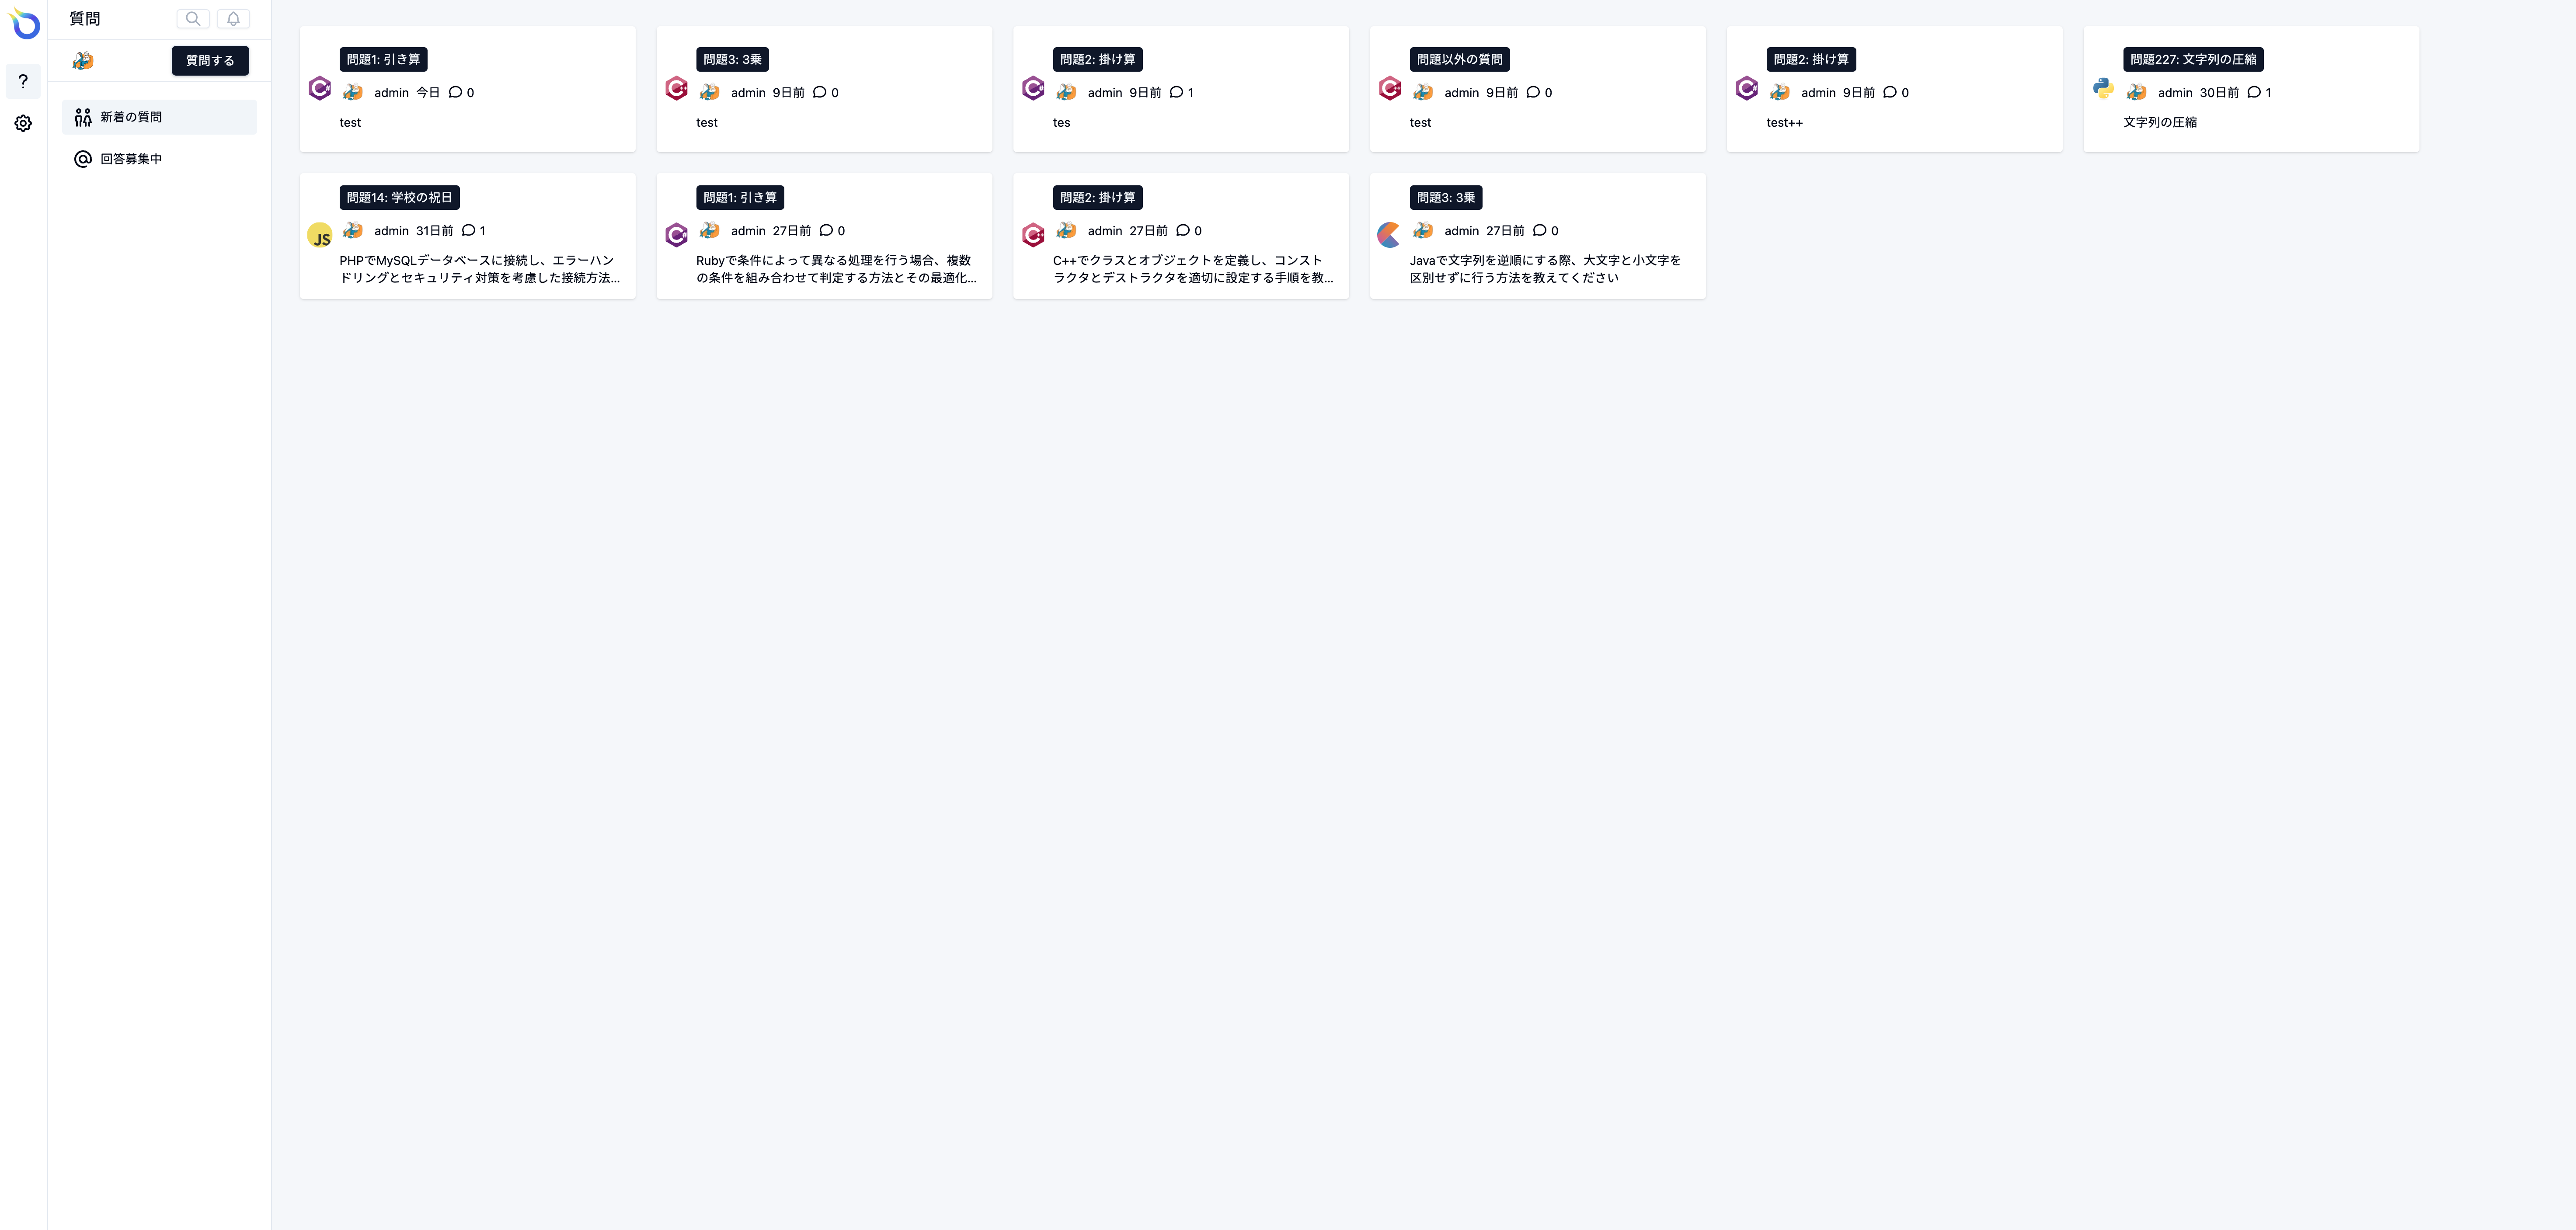 質問
質問する
?
新着の質問
回答募集中
問題1: 引き算
admin 今日 0
test
問題3: 3乗
admin 9日前 0
test
問題2: 掛け算
admin 9日前 1
tes
問題以外の質問
admin 9日前 0
test
問題2: 掛け算
admin 9日前 0
test++
問題227: 文字列の圧縮
admin 30日前 1
文字列の圧縮
JS
問題14: 学校の祝日
admin 31日前 1
PHPでMySQLデータベースに接続し、エラーハン
ドリングとセキュリティ対策を考慮した接続方法...
問題1: 引き算
admin 27日前 0
Rubyで条件によって異なる処理を行う場合、複数
の条件を組み合わせて判定する方法とその最適化...
問題2: 掛け算
admin 27日前 0
C++でクラスとオブジェクトを定義し、コンスト
ラクタとデストラクタを適切に設定する手順を教...
問題3: 3乗
admin 27日前 0
Javaで文字列を逆順にする際、大文字と小文字を
区別せずに行う方法を教えてください